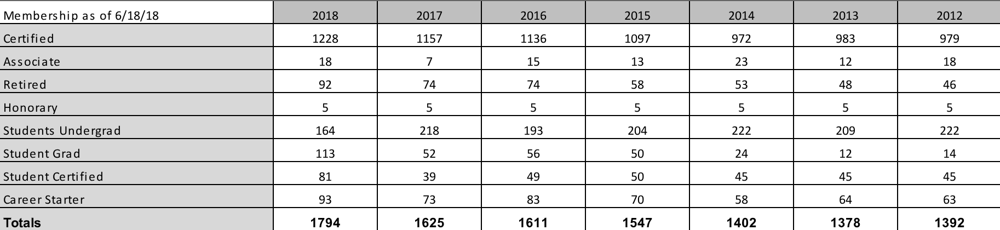 Membership as of 6/18/18 2018 2017 2016 2015 2014 2013 2012
Certified 1228 1157 1136 1097 972 983 979
Associate 18 7 15 13 23 12 18
Retired 92 74 74 58 53 48 46
Honorary 5 5 5 5 5 5 5
Students Undergrad 164 218 193 204 222 209 222
Student Grad 113 52 56 50 24 12 14
Student Certified 81 39 49 50 45 45 45
Career Starter 93 73 83 70 58 64 63
Totals 1794 1625 1611 1547 1402 1378 1392